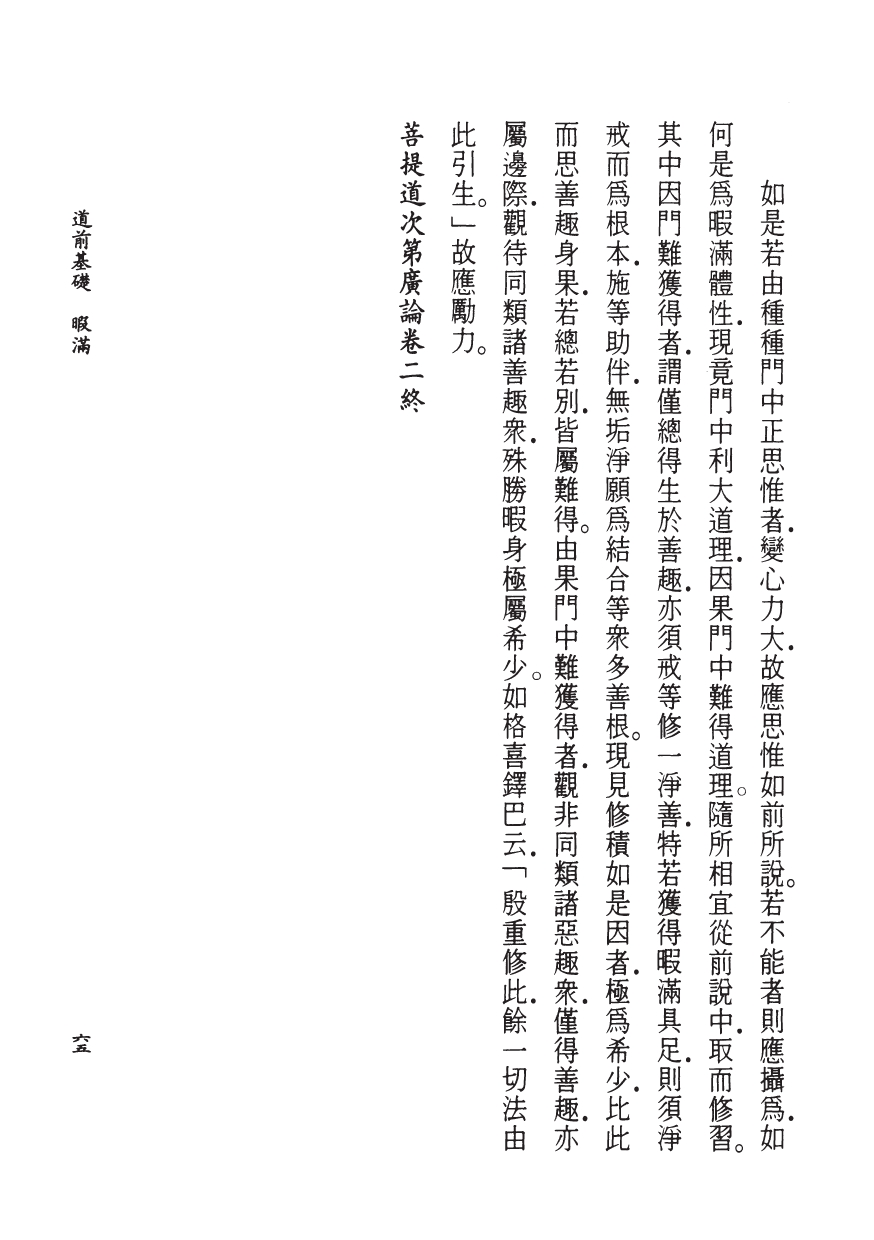 如是若由種種門中正思惟者．變心力大．故應思惟如前所說。若不能者則應攝爲．如
何是爲暇滿體性．現竟門中利大道理．因果門中難得道理。隨所相宜從前說中．取而修習。
其中因門難獲得者．謂僅總得生於善趣．亦須戒等修一淨善．特若獲得暇滿具足．則須淨
戒而爲根本．施等助伴．無垢淨願爲結合等衆多善根。現見修積如是因者．極爲希少．比此
而思善趣身果．若總若別．皆屬難得。由果門中難獲得者．觀非同類諸惡趣衆．僅得善趣．亦
屬邊際．觀待同類諸善趣衆．殊勝暇身極屬希少。如格喜鐸巴云．「殷重修此．餘一切法由
此引生。」故應勵力。
菩提道次第廣論卷二終
道前基礎 暇滿
六五